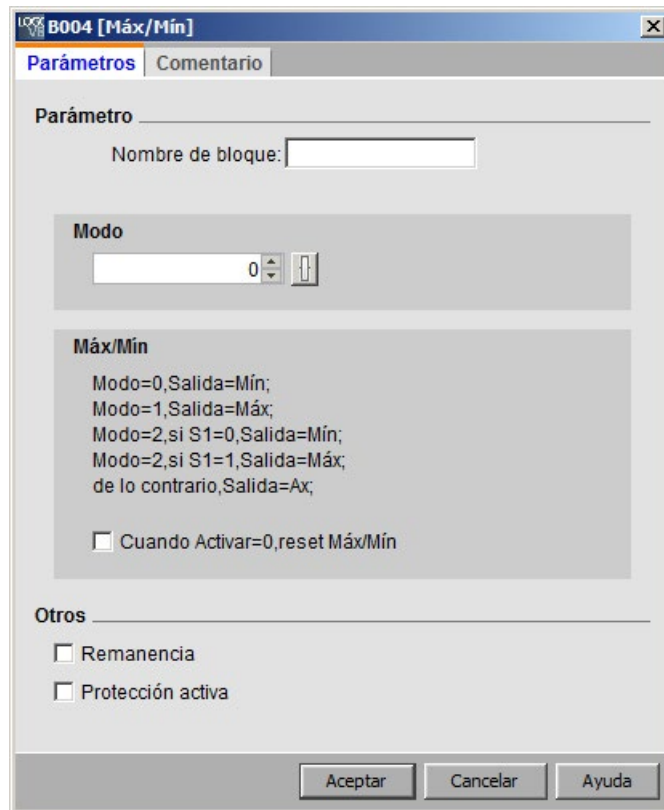 LOGO! V8 B004 [Máx/Mín]
Parámetros Comentario
Parámetro
Nombre de bloque:
Modo
0
Máx/Mín
Modo=0,Salida=Mín;
Modo=1,Salida=Máx;
Modo=2,si S1=0,Salida=Mín;
Modo=2,si S1=1,Salida=Máx;
de lo contrario,Salida=Ax;
Cuando Activar=0,reset Máx/Mín
Otros
Remanencia
Protección activa
Aceptar Cancelar Ayuda